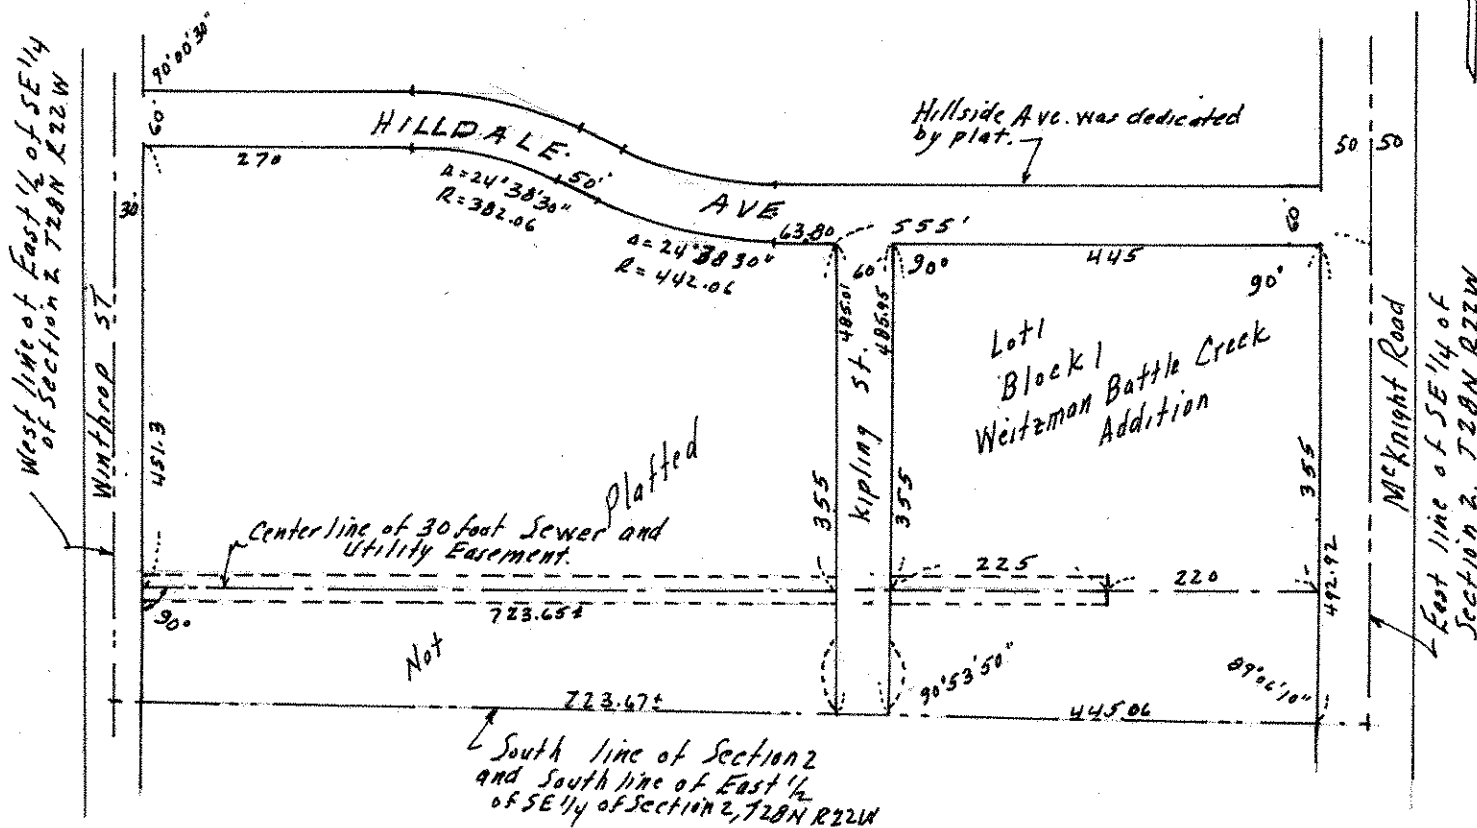 West line of East 1/2 of SE 1/4
of Section 2 T28N R22W
90°00'30"
60'
30'
HILLDALE
AVE
270
Δ=24°38'30"
R=382.06
50'
Δ=24°38'30"
R=442.06
63.80
Hillside Ave. was dedicated
by plat.
50 50
60'
555'
60'
90°
445
90°
Winthrop ST
451.3
485.01
485.95
Kipling St.
355
355
355
Lot 1
Block 1
Weitzman Battle Creek
Addition
McKnight Road
East line of SE 1/4 of
Section 2, T28N R22W
Platted
Centerline of 30 foot Sewer and
Utility Easement.
225
220
492.92
90°
723.65±
Not
90°53'50"
89°06'10"
723.67±
445.06
South line of Section 2
and South line of East 1/2
of SE 1/4 of Section 2, T28N R22W